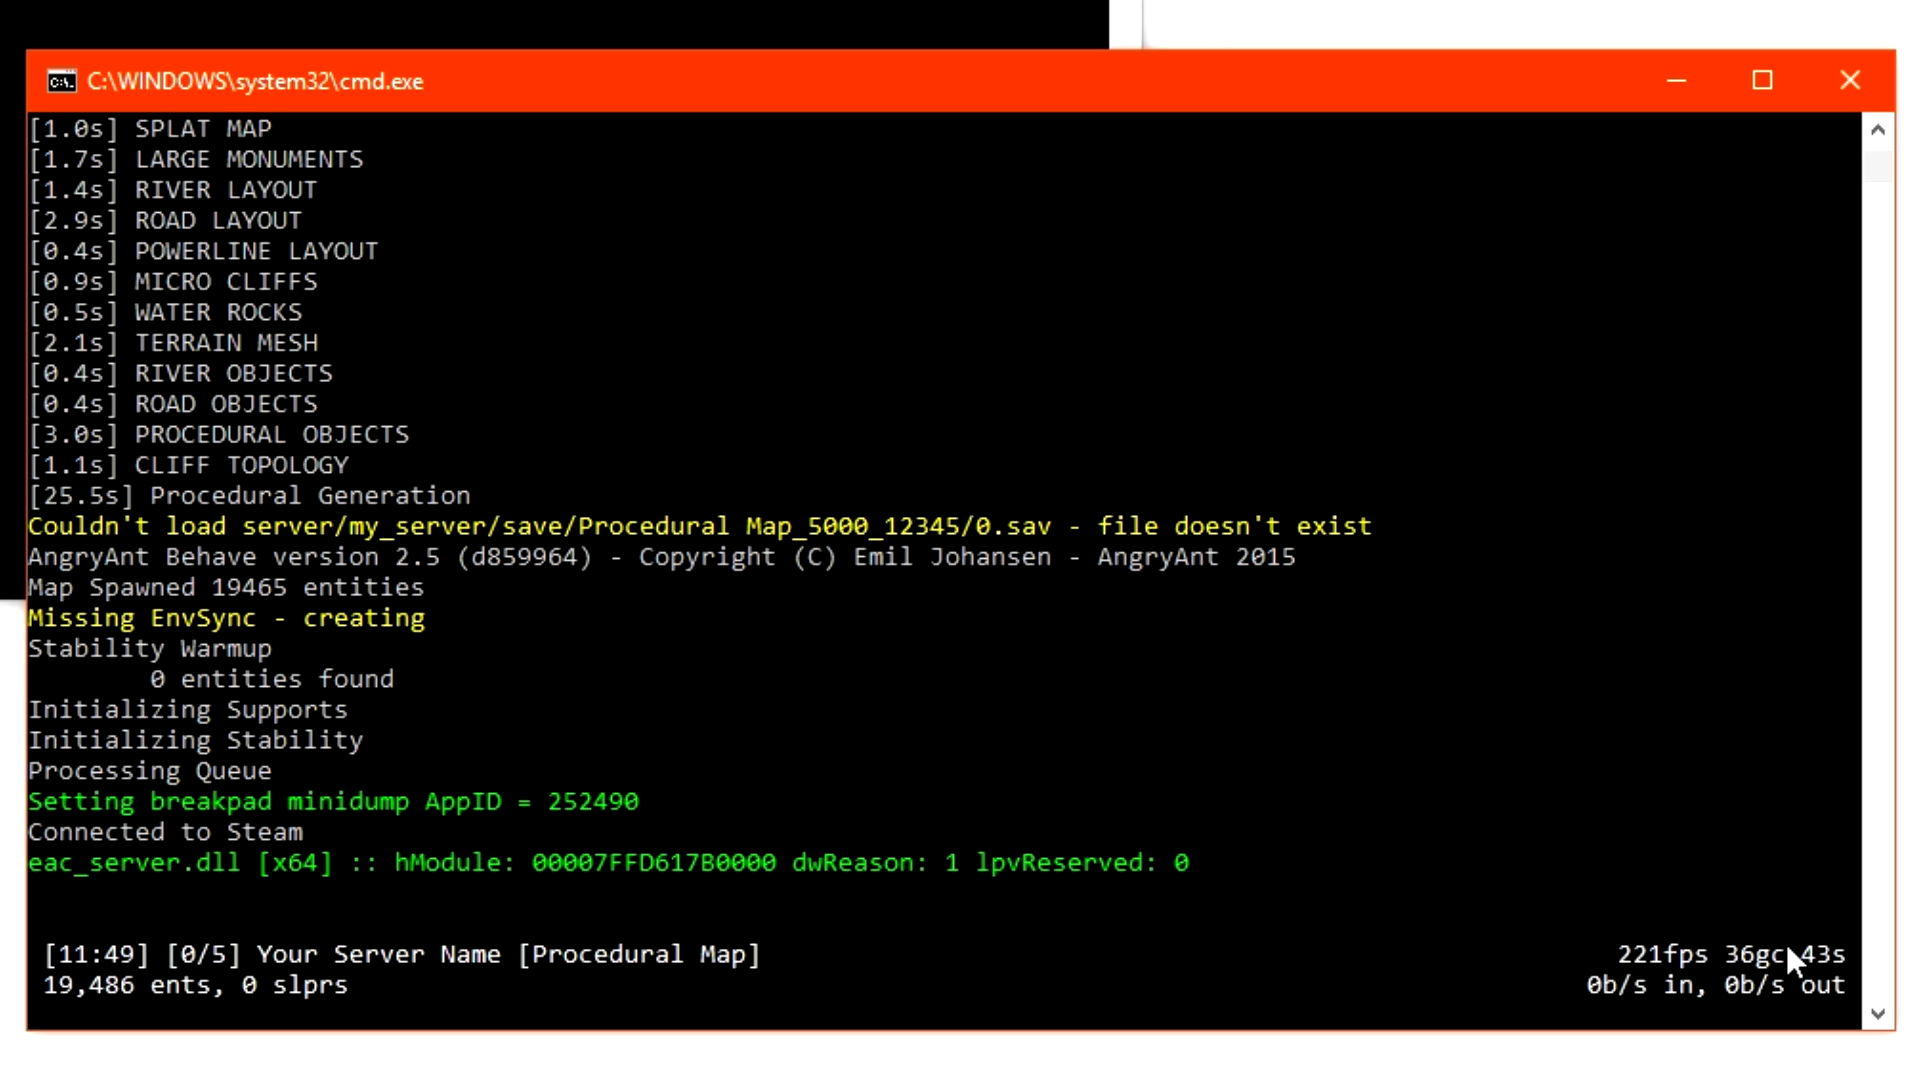 C:\WINDOWS\system32\cmd.exe
[1.0s] SPLAT MAP
[1.7s] LARGE MONUMENTS
[1.4s] RIVER LAYOUT
[2.9s] ROAD LAYOUT
[0.4s] POWERLINE LAYOUT
[0.9s] MICRO CLIFFS
[0.5s] WATER ROCKS
[2.1s] TERRAIN MESH
[0.4s] RIVER OBJECTS
[0.4s] ROAD OBJECTS
[3.0s] PROCEDURAL OBJECTS
[1.1s] CLIFF TOPOLOGY
[25.5s] Procedural Generation
Couldn't load server/my_server/save/Procedural Map_5000_12345/0.sav - file doesn't exist
AngryAnt Behave version 2.5 (d859964) - Copyright (C) Emil Johansen - AngryAnt 2015
Map Spawned 19465 entities
Missing EnvSync - creating
Stability Warmup
0 entities found
Initializing Supports
Initializing Stability
Processing Queue
Setting breakpad minidump AppID = 252490
Connected to Steam
eac_server.dll [x64] :: hModule: 00007FFD617B0000 dwReason: 1 lpvReserved: 0
[11:49] [0/5] Your Server Name [Procedural Map] 221fps 36gc 43s
19,486 ents, 0 slprs 0b/s in, 0b/s out